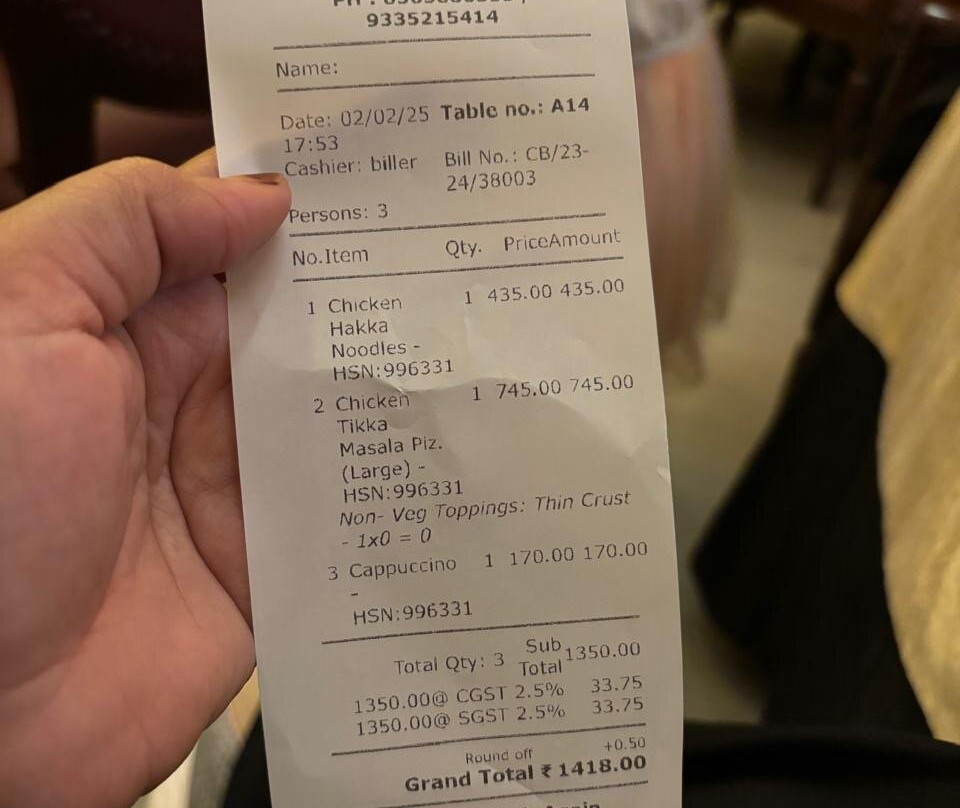 9335215414
Name:
Date: 02/02/25 Table no.: A14
17:53
Cashier: biller Bill No.: CB/23-
24/38003
Persons: 3
No.Item Qty. PriceAmount
1 Chicken 1 435.00 435.00
Hakka
Noodles -
HSN:996331
2 Chicken 1 745.00 745.00
Tikka
Masala Piz.
(Large) -
HSN:996331
Non- Veg Toppings: Thin Crust
- 1x0 = 0
3 Cappuccino 1 170.00 170.00
-
HSN:996331
Total Qty: 3 Sub Total 1350.00
1350.00@ CGST 2.5% 33.75
1350.00@ SGST 2.5% 33.75
Round off +0.50
Grand Total ₹ 1418.00